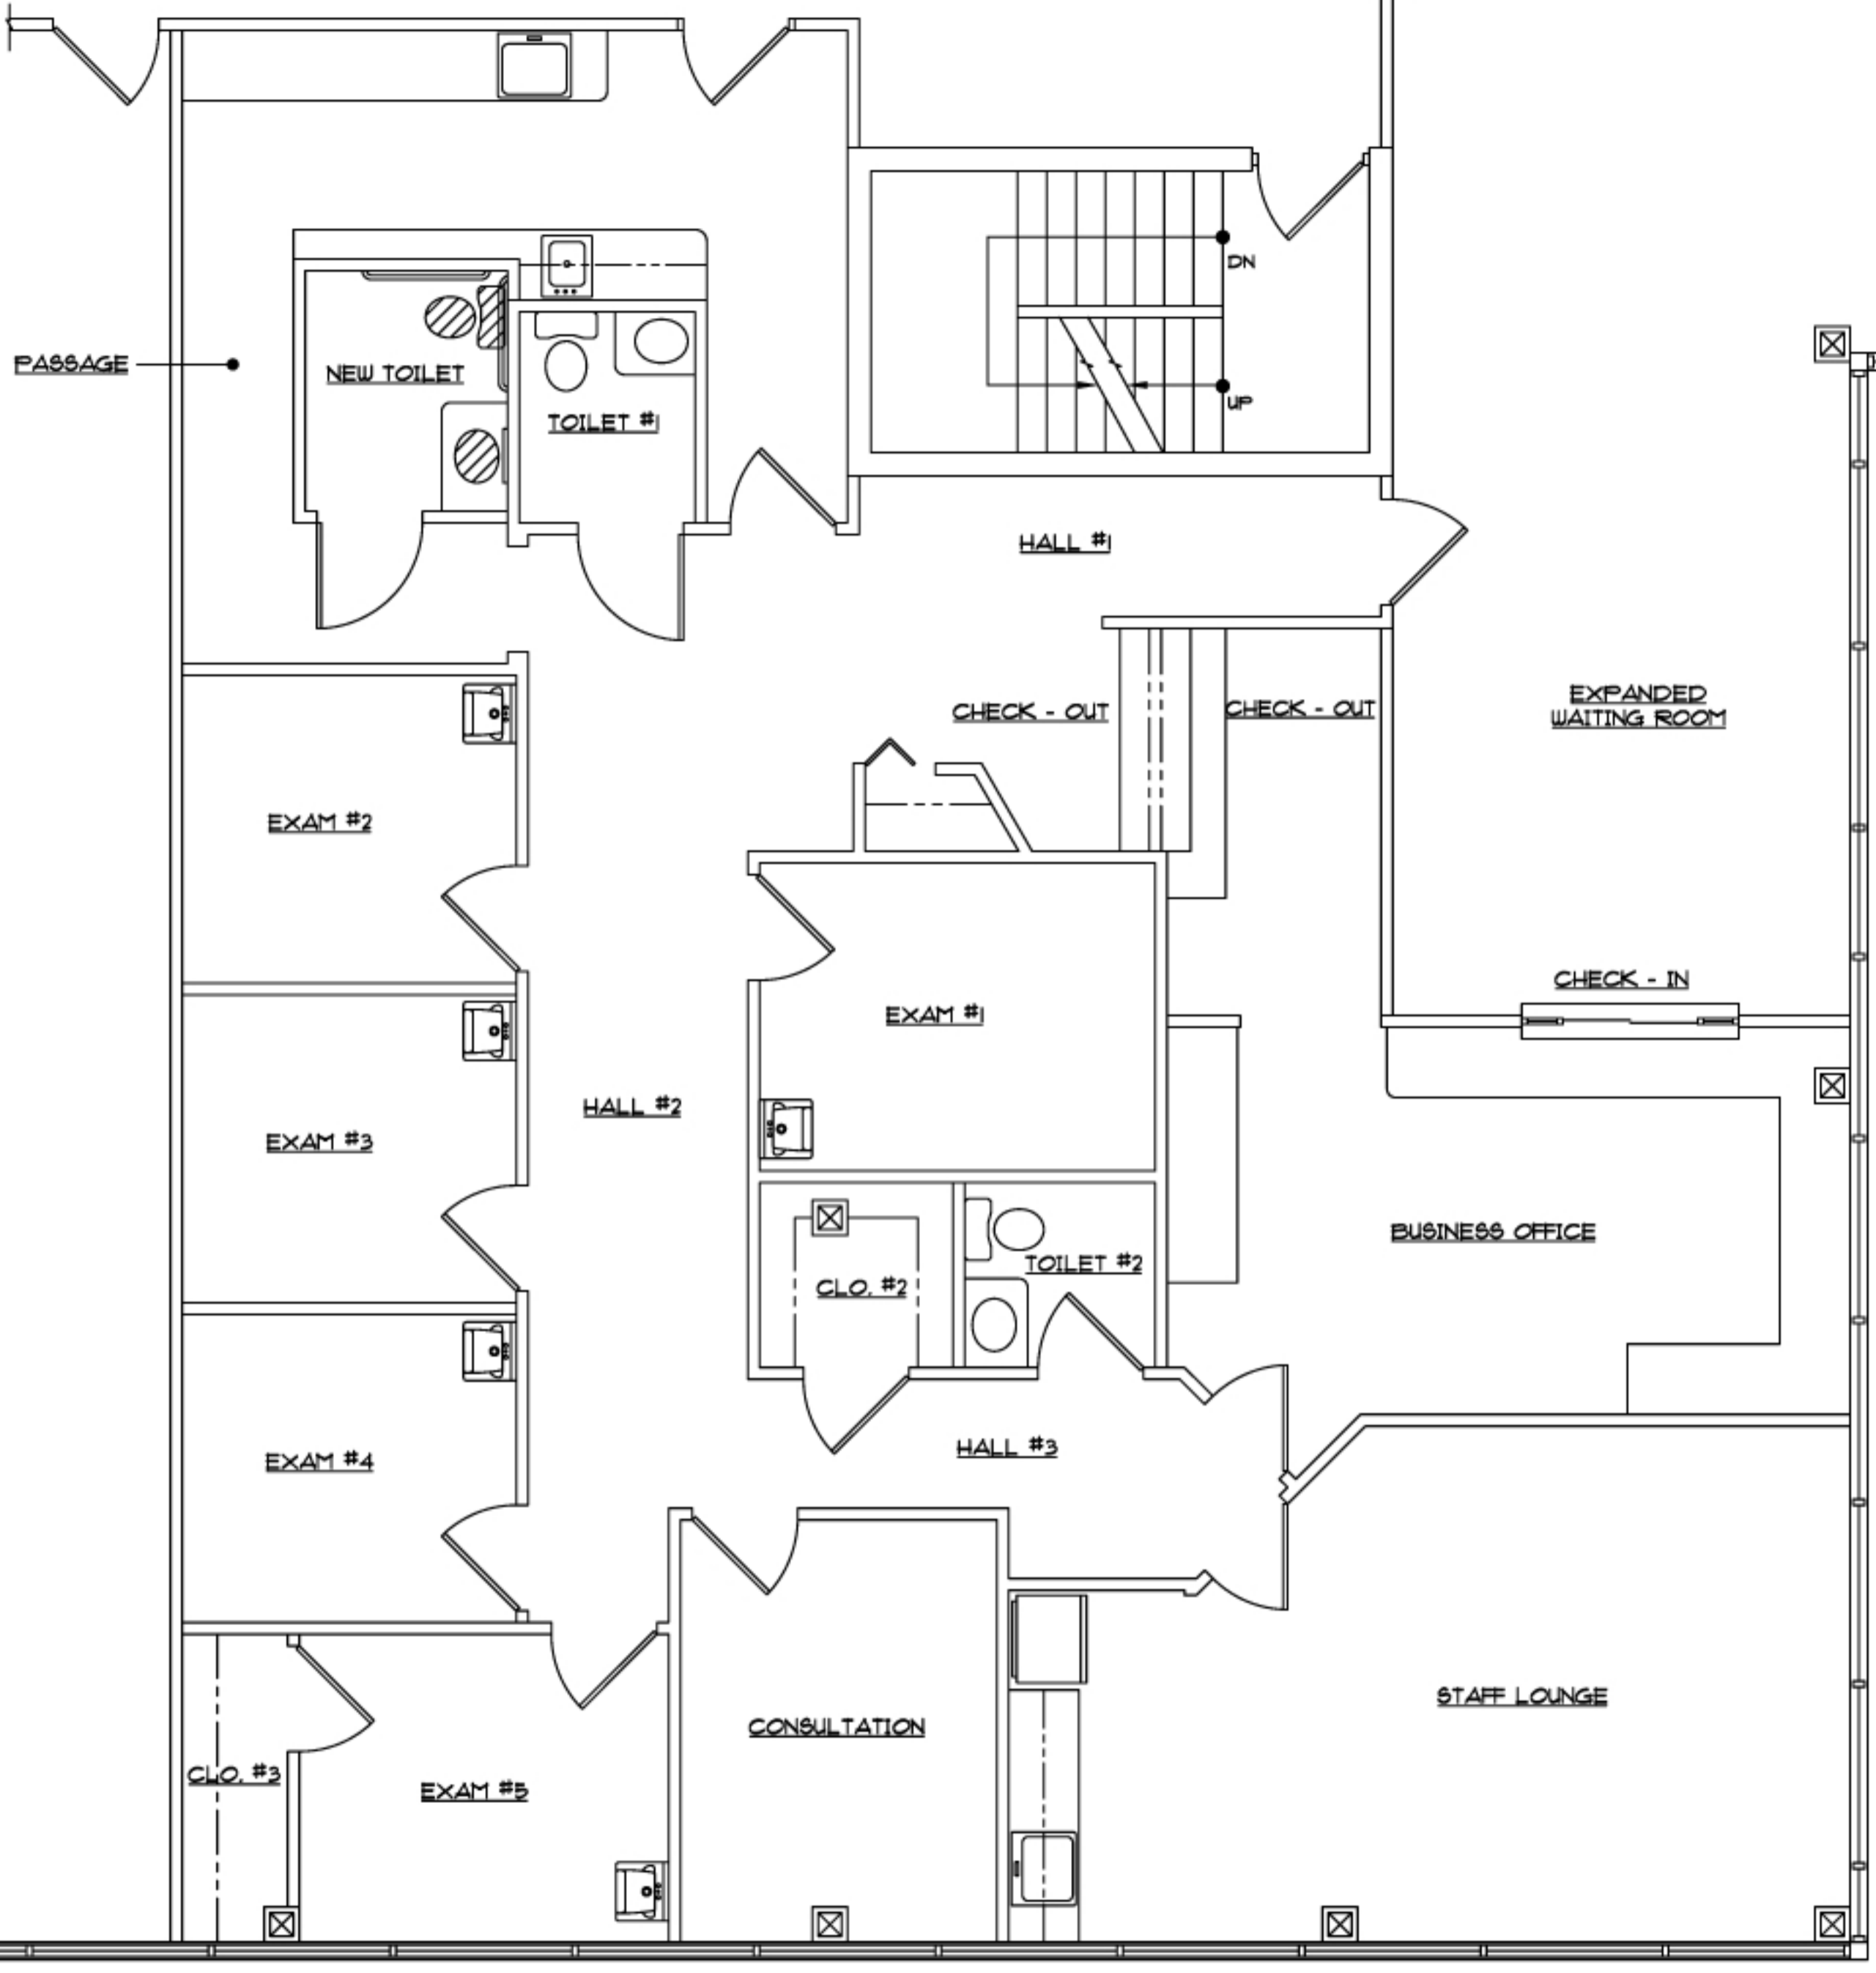 DN
PASSAGE
NEW TOILET
UP
TOILET #1
HALL #1
EXPANDED
WAITING ROOM
CHECK - OUT
CHECK - OUT
EXAM #2
CHECK - IN
EXAM #1
HALL #2
EXAM #3
BUSINESS OFFICE
TOILET #2
CLO. #2
HALL #3
EXAM #4
STAFF LOUNGE
CONSULTATION
CLO. #3
EXAM #5